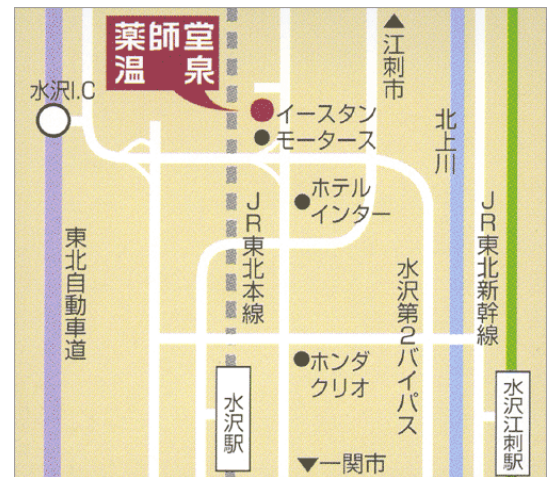 薬師堂
温泉
▲江刺市
水沢I.C
イースタン
モータース
北上川
ホテル
インター
JR東北本線
JR東北新幹線
東北自動車道
水沢第2バイパス
ホンダ
クリオ
水沢駅
水沢江刺駅
▼一関市